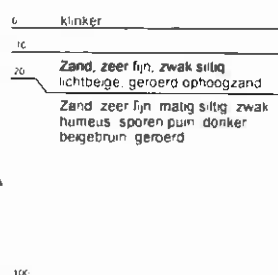 0 klinker
10
20 Zand, zeer fijn, zwak siltig
lichtbeige, geroerd ophoogzand
Zand zeer fijn matig siltig zwak
humeus sporen puin donker
beigebruin geroerd
100